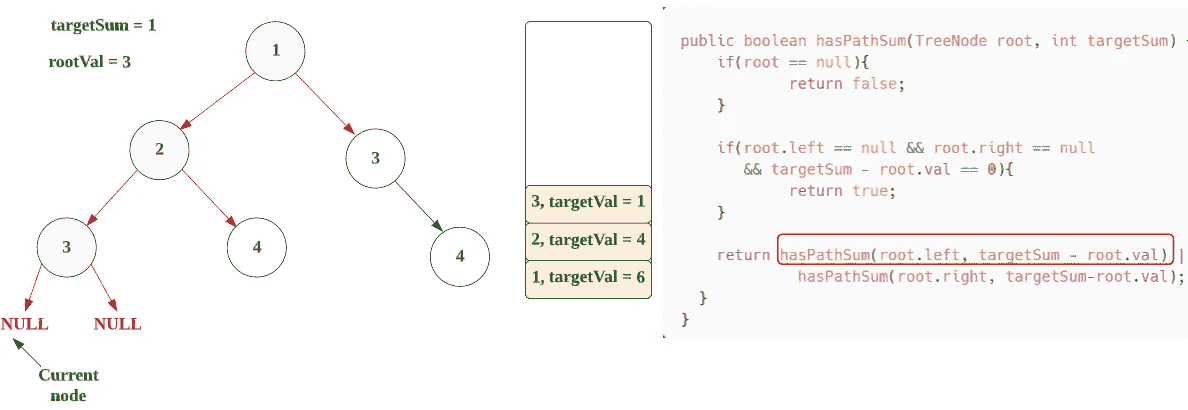 targetSum = 1
rootVal = 3
1
2
3
3
4
4
NULL
NULL
Current
node
3, targetVal = 1
2, targetVal = 4
1, targetVal = 6
public boolean hasPathSum(TreeNode root, int targetSum)
if(root == null){
return false;
}
if(root.left == null && root.right == null
&& targetSum - root.val == 0){
return true;
}
return hasPathSum(root.left, targetSum - root.val) |
hasPathSum(root.right, targetSum-root.val);
}
}